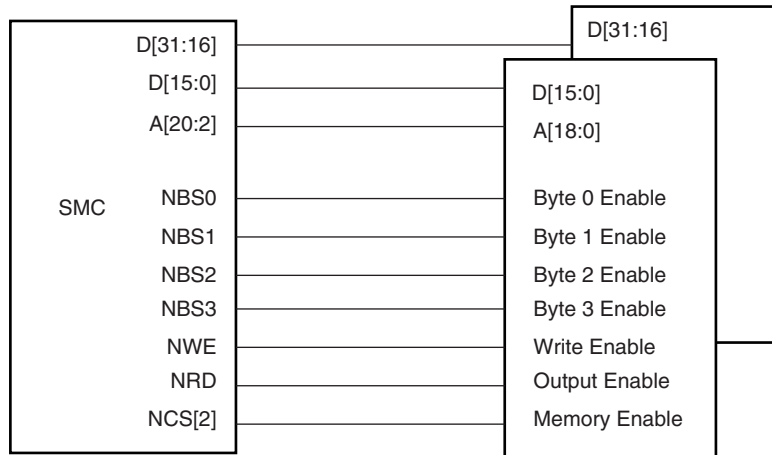 D[31:16] D[31:16]
D[15:0] D[15:0]
A[20:2] A[18:0]
SMC
NBS0 Byte 0 Enable
NBS1 Byte 1 Enable
NBS2 Byte 2 Enable
NBS3 Byte 3 Enable
NWE Write Enable
NRD Output Enable
NCS[2] Memory Enable